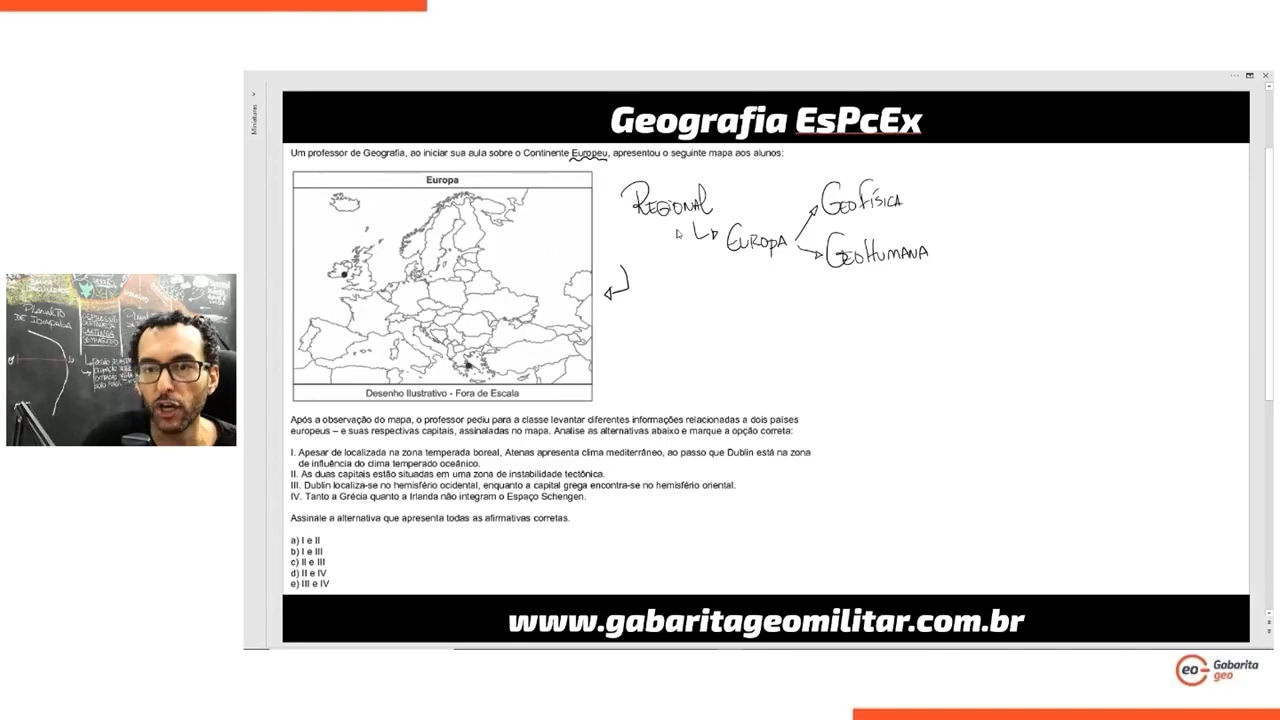 Geografia EsPcEx
Miniaturas
Um professor de Geografia, ao iniciar sua aula sobre o Continente Europeu, apresentou o seguinte mapa aos alunos:
Europa
REGIONAL
EUROPA
GEOFÍSICA
GEOHUMANA
Desenho Ilustrativo - Fora de Escala
PLANALTO
DE IDOMPALA
Após a observação do mapa, o professor pediu para a classe levantar diferentes informações relacionadas a dois países
europeus – e suas respectivas capitais, assinaladas no mapa. Analise as alternativas abaixo e marque a opção correta:
I. Apesar de localizada na zona temperada boreal, Atenas apresenta clima mediterrâneo, ao passo que Dublin está na zona
de influência do clima temperado oceânico.
II. As duas capitais estão situadas em uma zona de instabilidade tectônica.
III. Dublin localiza-se no hemisfério ocidental, enquanto a capital grega encontra-se no hemisfério oriental.
IV. Tanto a Grécia quanto a Irlanda não integram o Espaço Schengen.
Assinale a alternativa que apresenta todas as afirmativas corretas.
a) I e II
b) I e III
c) II e III
d) II e IV
e) III e IV
www.gabaritageomilitar.com.br
eo
Gabarita
geo